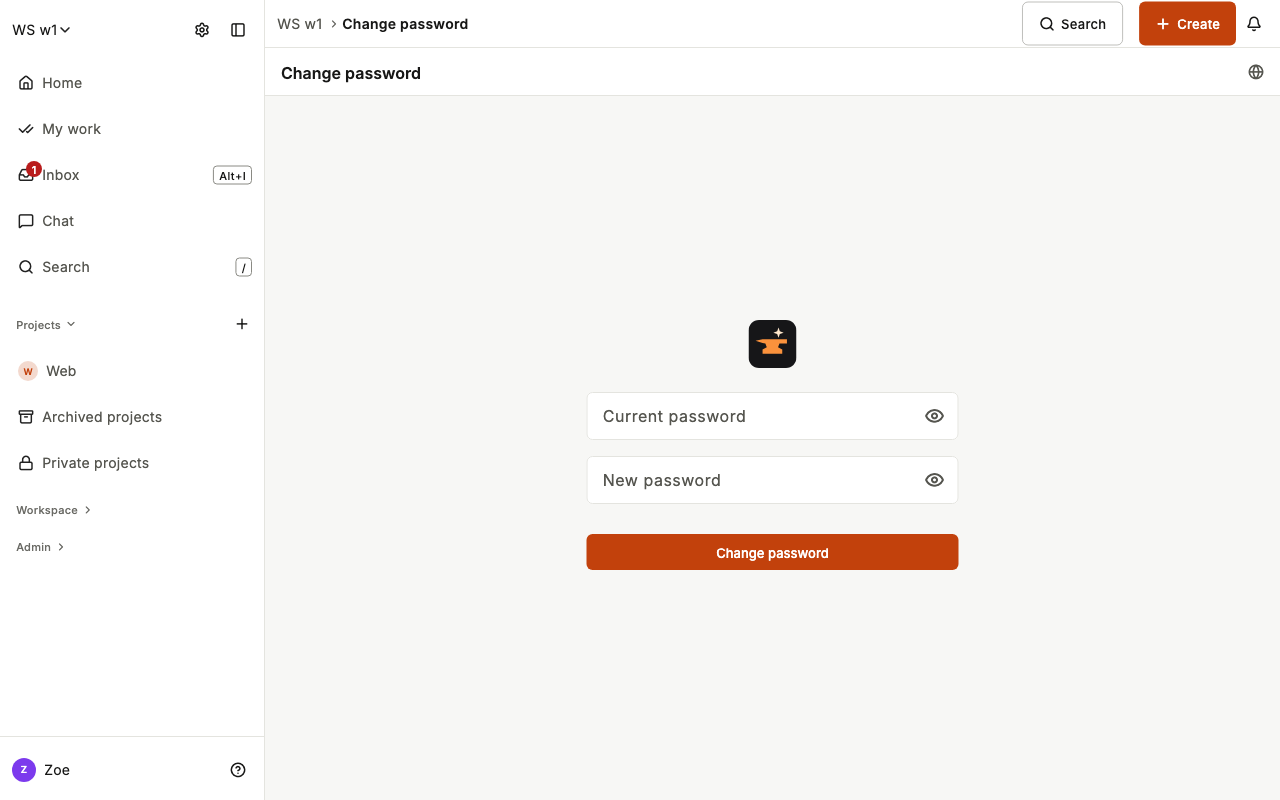 WS w1
Home
My work
1
Inbox
Alt+I
Chat
Search
/
Projects
W
Web
Archived projects
Private projects
Workspace
Admin
Z
Zoe
WS w1 > Change password
Search
+ Create
Change password
Current password
New password
Change password